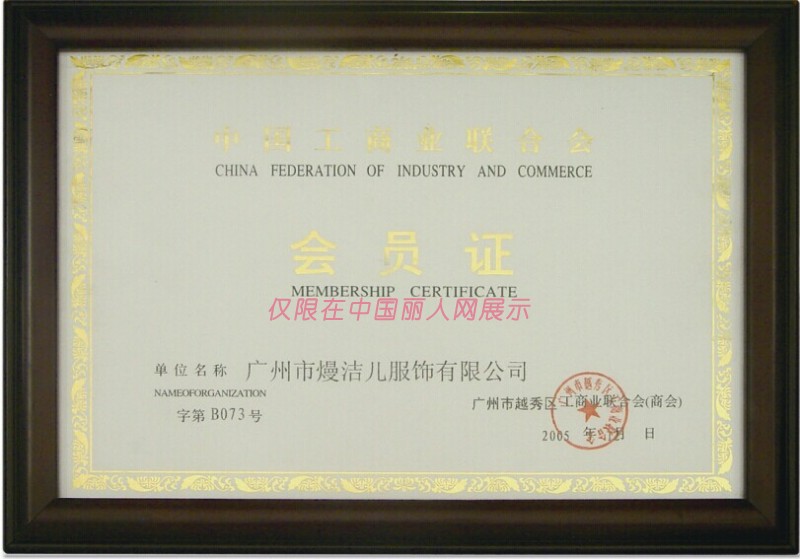 中国工商业联合会
CHINA FEDERATION OF INDUSTRY AND COMMERCE
会员证
MEMBERSHIP CERTIFICATE
仅限在中国丽人网展示
单位名称 广州市熳洁儿服饰有限公司
NAMEOFORGANIZATION
字第 B073 号
广州市越秀区工商业联合会(商会)
2005 年 月 日